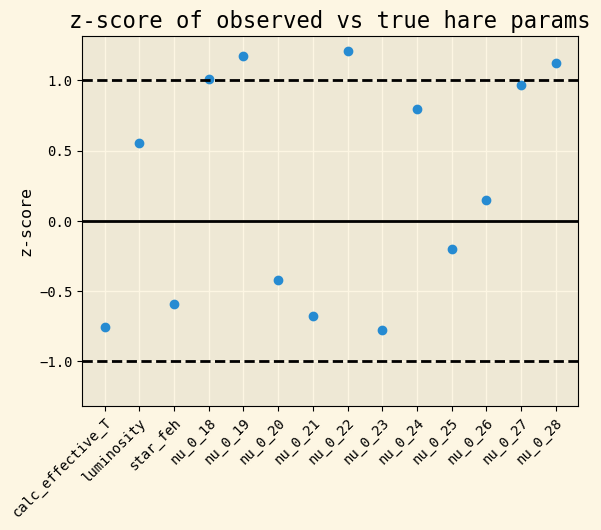 z-score of observed vs true hare params
z-score
1.0
0.5
0.0
−0.5
−1.0
calc_effective_T
luminosity
star_feh
nu_0_18
nu_0_19
nu_0_20
nu_0_21
nu_0_22
nu_0_23
nu_0_24
nu_0_25
nu_0_26
nu_0_27
nu_0_28